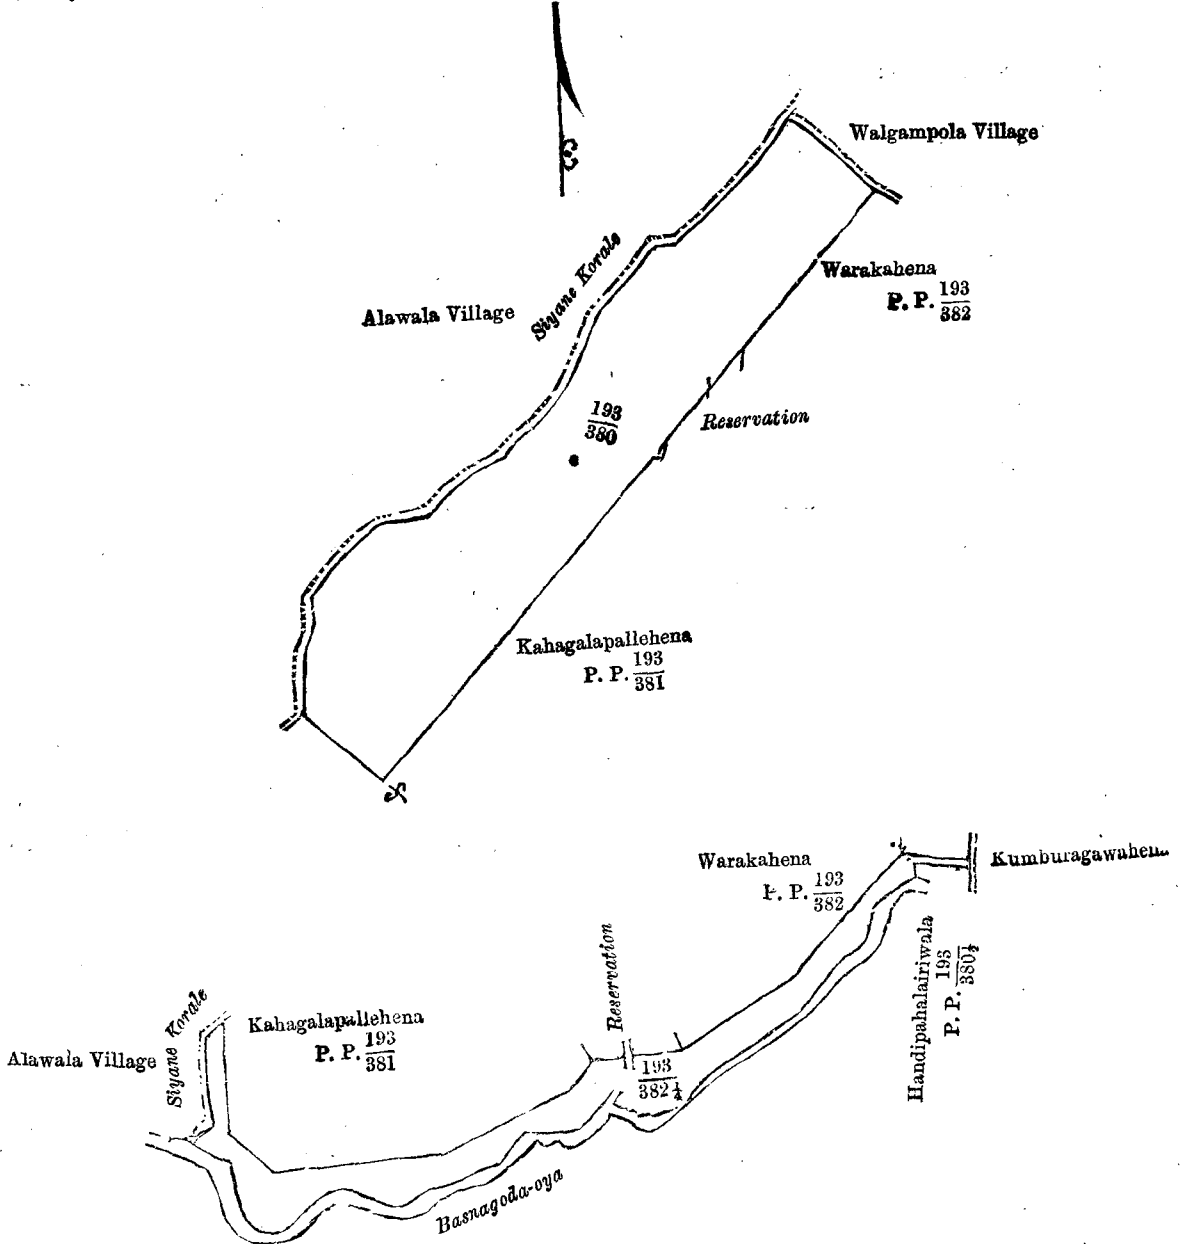 Walgampola Village
Warakahena
P. P. 193/382
Siyane Korale
Alawala Village
193/380
Reservation
Kahagalapallehena
P. P. 193/381
Warakahena
P. P. 193/382
Kumburagawahena
Handipahalairiwala
P. P. 193/380½
Reservation
Siyane Korale
Kahagalapallehena
P. P. 193/381
Alawala Village
193/382¼
Basnagoda-oya